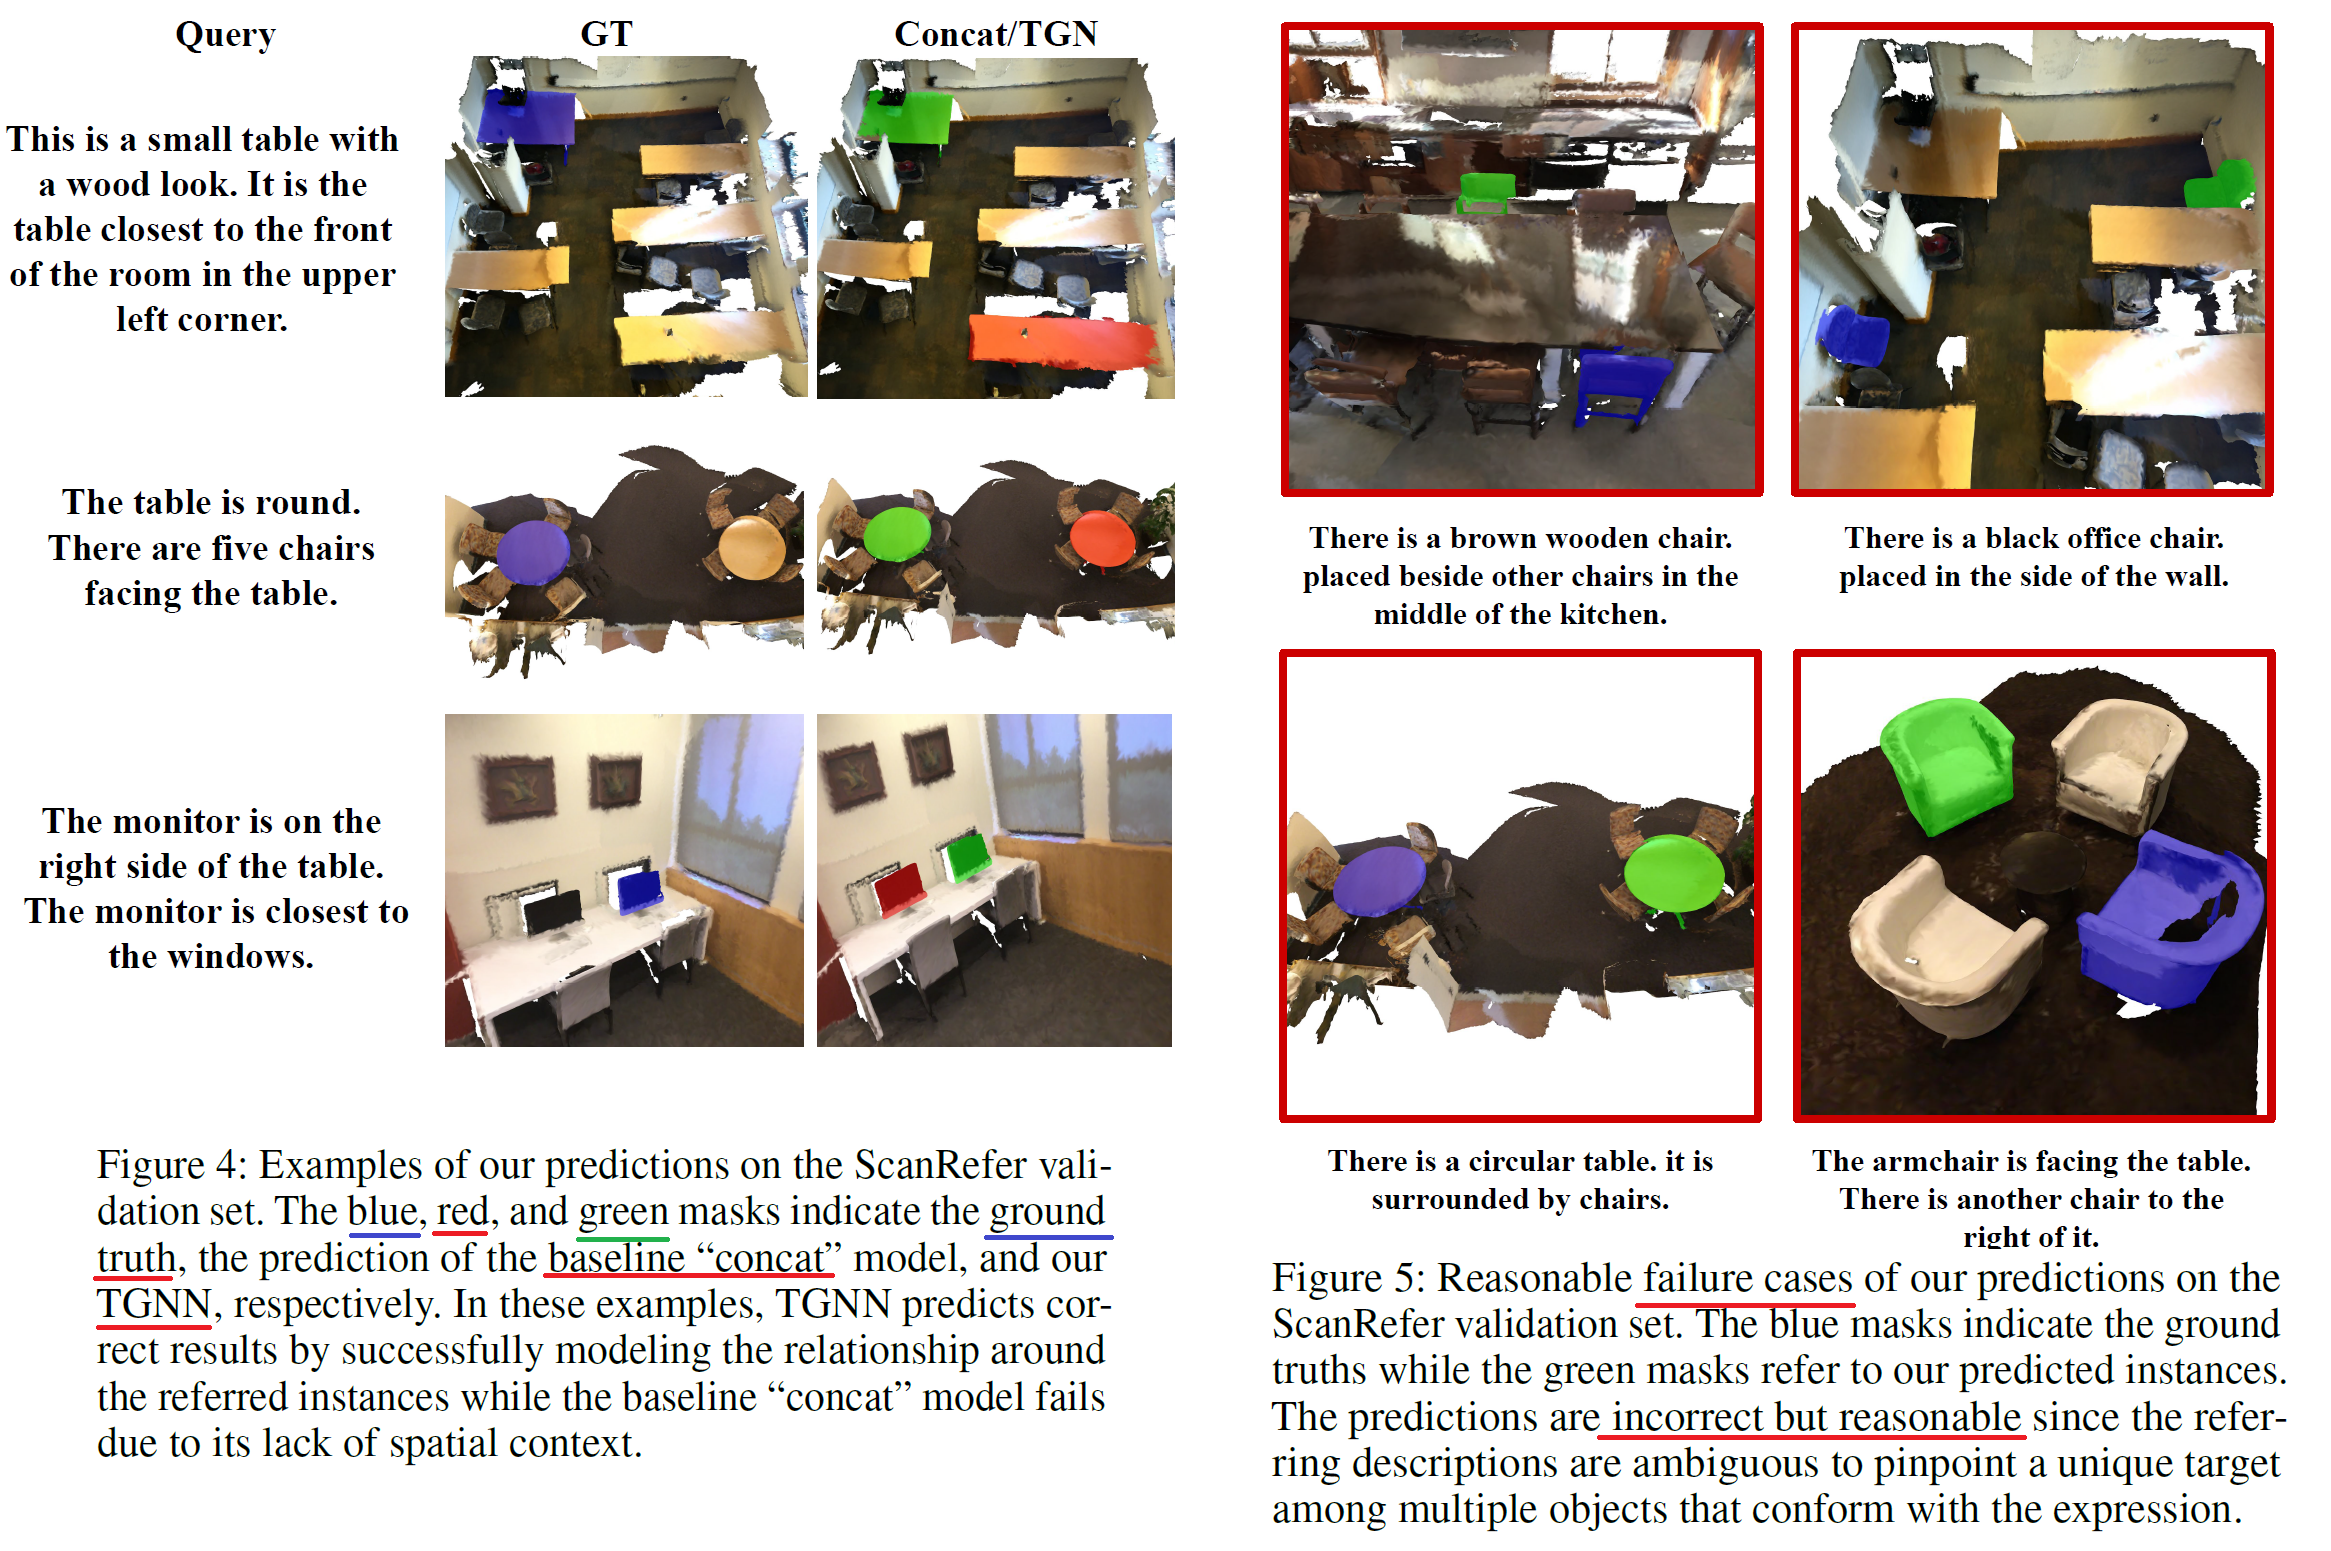 Query
GT
Concat/TGN
This is a small table with
a wood look. It is the
table closest to the front
of the room in the upper
left corner.
The table is round.
There are five chairs
facing the table.
The monitor is on the
right side of the table.
The monitor is closest to
the windows.
Figure 4: Examples of our predictions on the ScanRefer vali-
dation set. The blue, red, and green masks indicate the ground
truth, the prediction of the baseline “concat” model, and our
TGNN, respectively. In these examples, TGNN predicts cor-
rect results by successfully modeling the relationship around
the referred instances while the baseline “concat” model fails
due to its lack of spatial context.
There is a brown wooden chair.
placed beside other chairs in the
middle of the kitchen.
There is a black office chair.
placed in the side of the wall.
There is a circular table. it is
surrounded by chairs.
The armchair is facing the table.
There is another chair to the
right of it.
Figure 5: Reasonable failure cases of our predictions on the
ScanRefer validation set. The blue masks indicate the ground
truths while the green masks refer to our predicted instances.
The predictions are incorrect but reasonable since the refer-
ring descriptions are ambiguous to pinpoint a unique target
among multiple objects that conform with the expression.